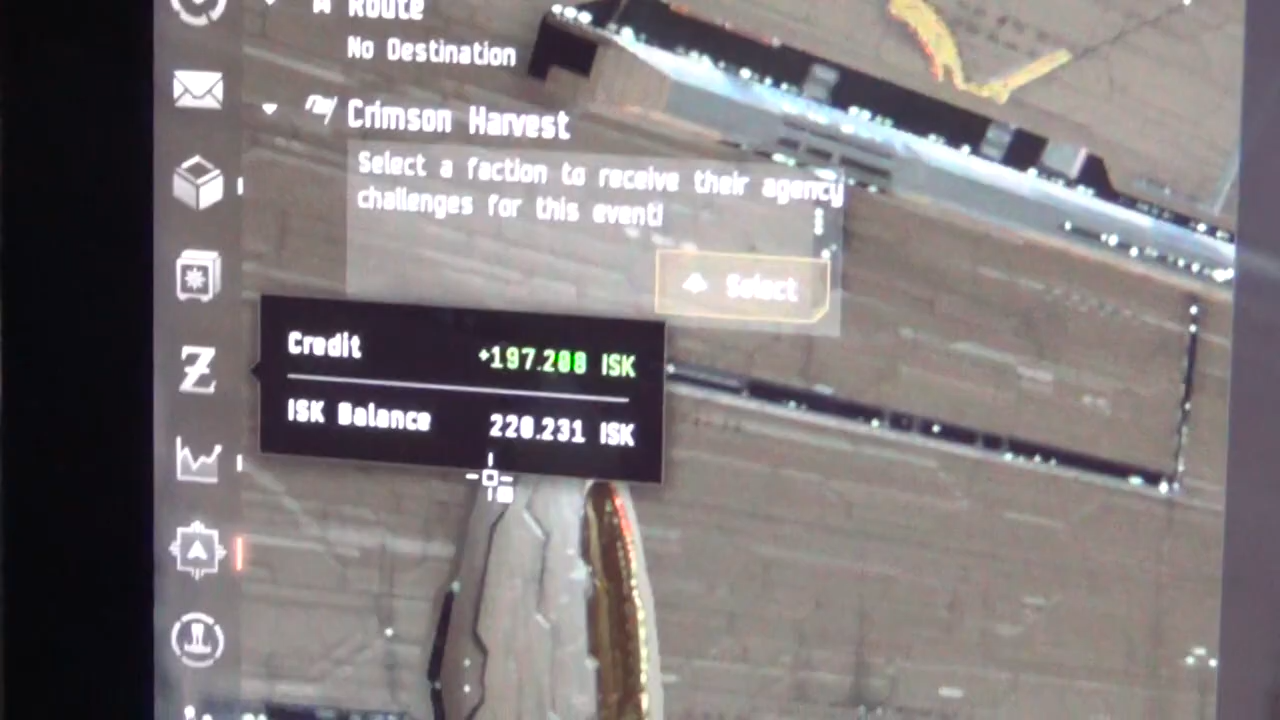 Route
No Destination
Crimson Harvest
Select a faction to receive their agency
challenges for this event!
Select
Credit +197.208 ISK
ISK Balance 220.231 ISK